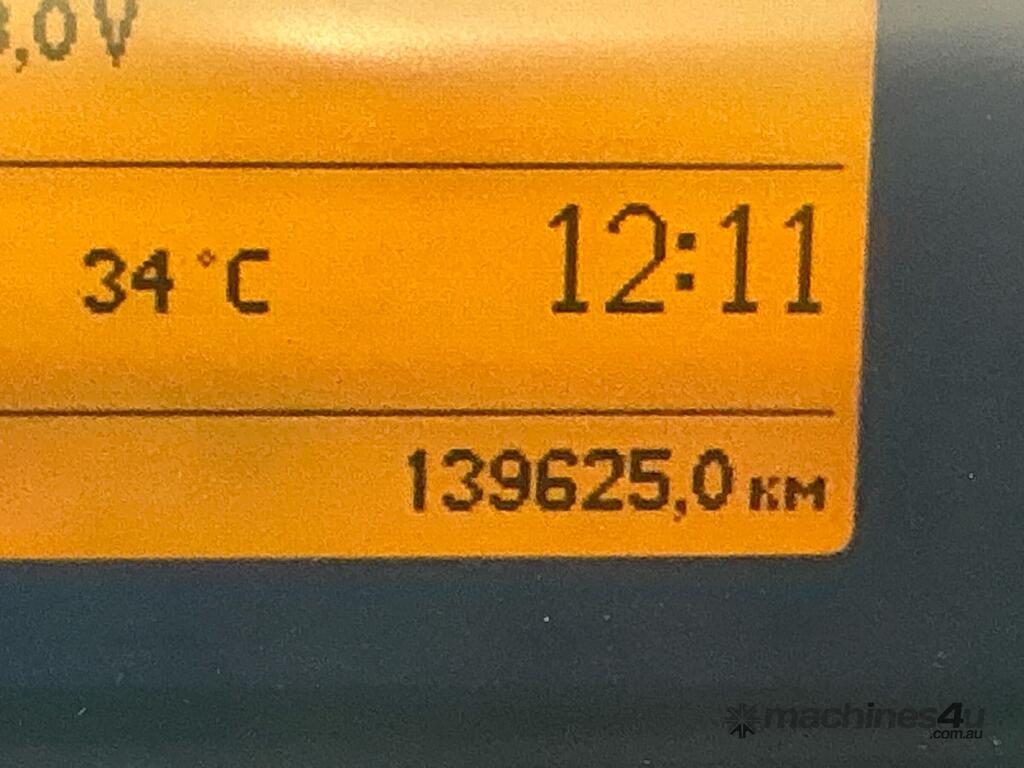 ,0V
34 °C
12:11
139625,0 км
machines4u
.com.au